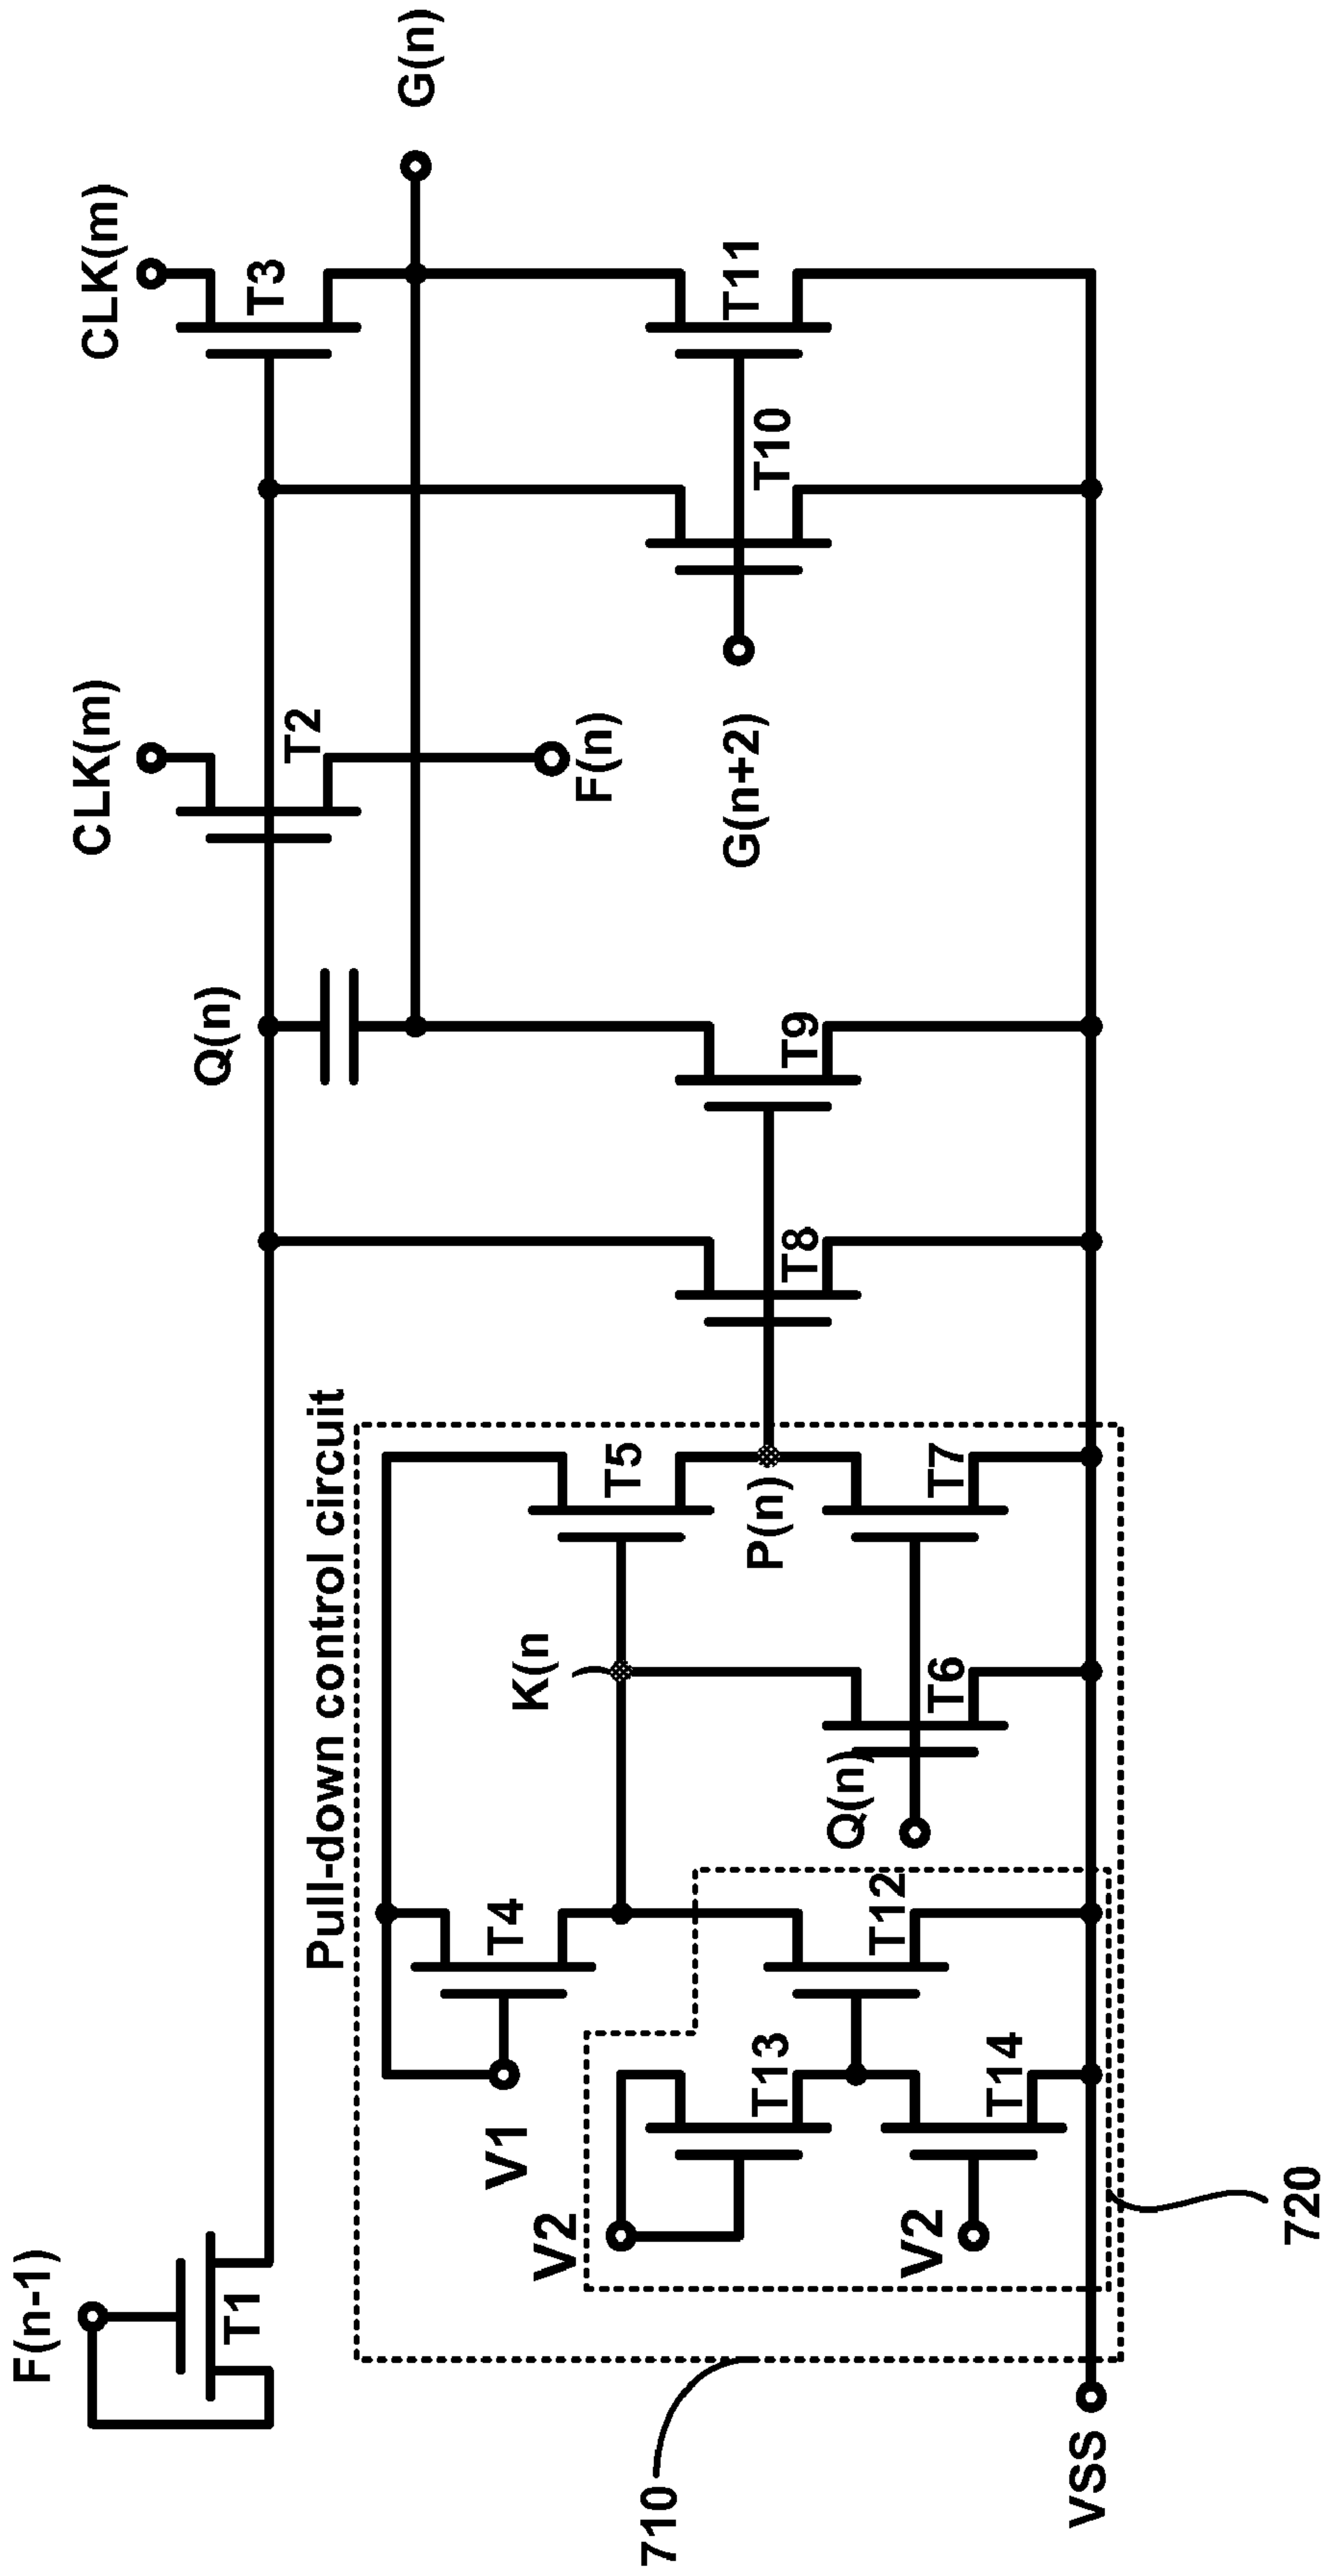 F(n-1)
T1
Q(n)
CLK(m)
T2
F(n)
CLK(m)
T3
G(n)
Pull-down control circuit
V1
T4
K(n
T5
P(n)
V2
T13
T12
Q(n)
T6
T7
T8
T9
G(n+2)
T10
T11
V2
T14
VSS
710
720